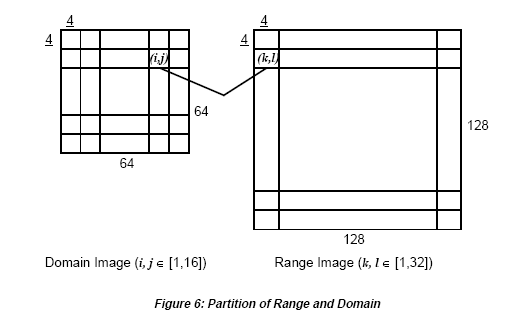 4 4
4 4
(i,j) (k,l)
64
128
64
128
Domain Image (i, j ∈ [1,16]) Range Image (k, l ∈ [1,32])
Figure 6: Partition of Range and Domain